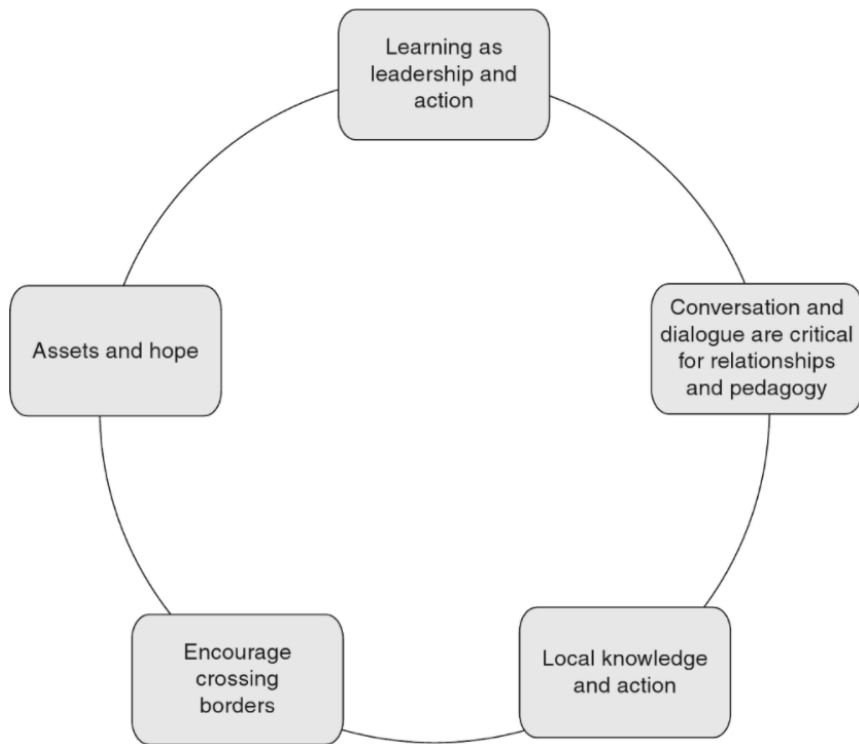 Learning as
leadership and
action
Conversation and
dialogue are critical
for relationships
and pedagogy
Assets and hope
Local knowledge
and action
Encourage
crossing
borders